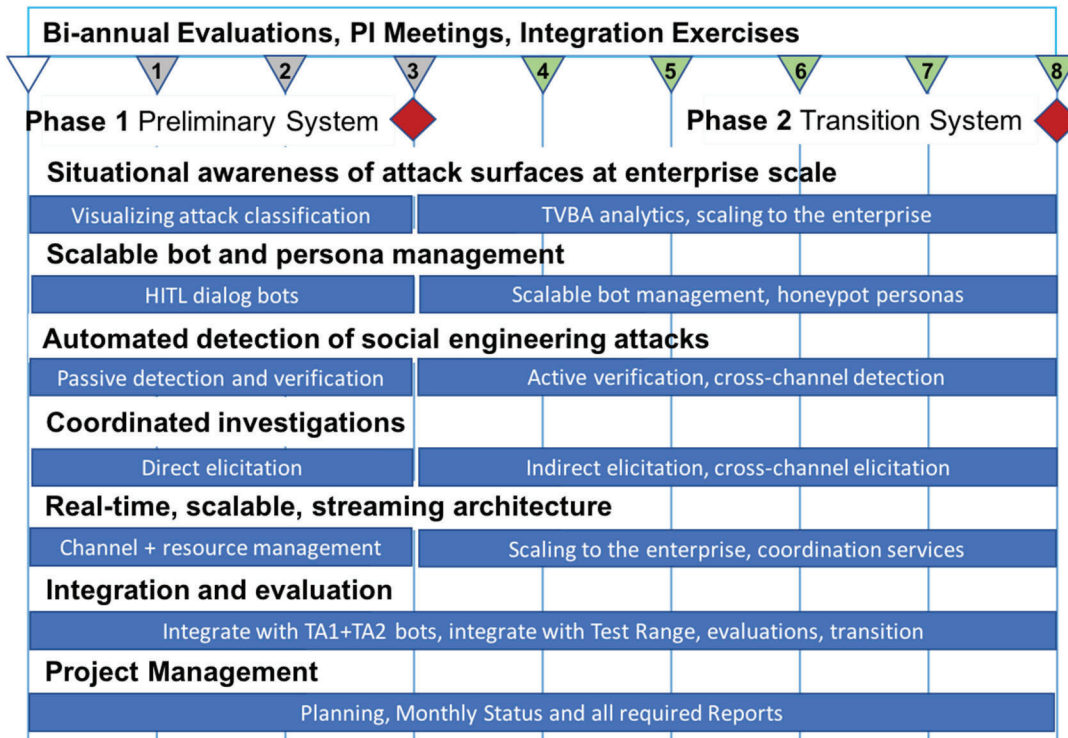 Bi-annual Evaluations, PI Meetings, Integration Exercises
1 2 3 4 5 6 7 8
Phase 1 Preliminary System Phase 2 Transition System
Situational awareness of attack surfaces at enterprise scale
Visualizing attack classification TVBA analytics, scaling to the enterprise
Scalable bot and persona management
HITL dialog bots Scalable bot management, honeypot personas
Automated detection of social engineering attacks
Passive detection and verification Active verification, cross-channel detection
Coordinated investigations
Direct elicitation Indirect elicitation, cross-channel elicitation
Real-time, scalable, streaming architecture
Channel + resource management Scaling to the enterprise, coordination services
Integration and evaluation
Integrate with TA1+TA2 bots, integrate with Test Range, evaluations, transition
Project Management
Planning, Monthly Status and all required Reports